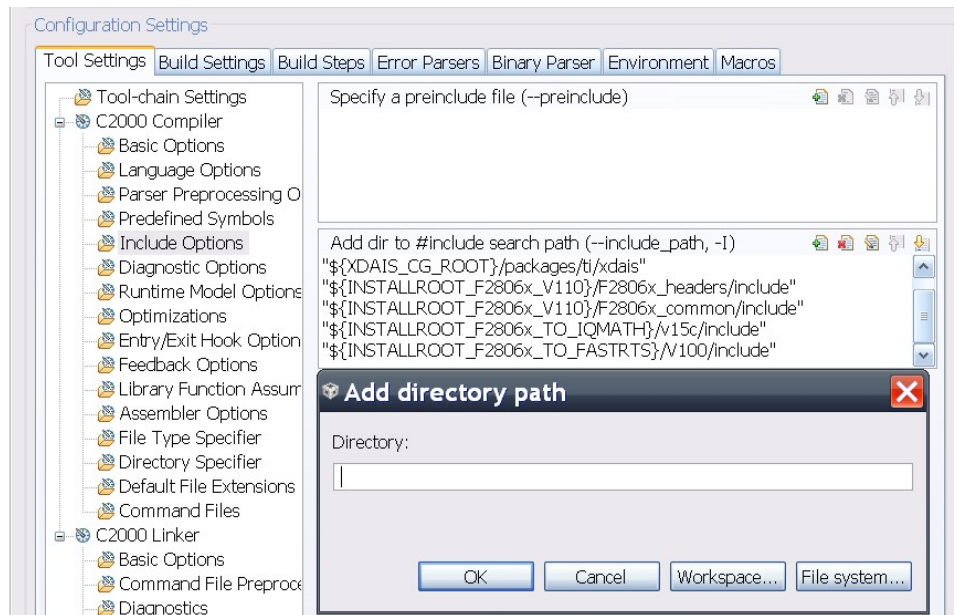 Configuration Settings
Tool Settings Build Settings Build Steps Error Parsers Binary Parser Environment Macros
Tool-chain Settings
C2000 Compiler
Basic Options
Language Options
Parser Preprocessing O
Predefined Symbols
Include Options
Diagnostic Options
Runtime Model Options
Optimizations
Entry/Exit Hook Option
Feedback Options
Library Function Assum
Assembler Options
File Type Specifier
Directory Specifier
Default File Extensions
Command Files
C2000 Linker
Basic Options
Command File Preproce
Diagnostics
Specify a preinclude file (--preinclude)
Add dir to #include search path (--include_path, -I)
"${XDAIS_CG_ROOT}/packages/ti/xdais"
"${INSTALLROOT_F2806x_V110}/F2806x_headers/include"
"${INSTALLROOT_F2806x_V110}/F2806x_common/include"
"${INSTALLROOT_F2806x_TO_IQMATH}/v15c/include"
"${INSTALLROOT_F2806x_TO_FASTRTS}/V100/include"
Add directory path
Directory:
OK Cancel Workspace... File system...